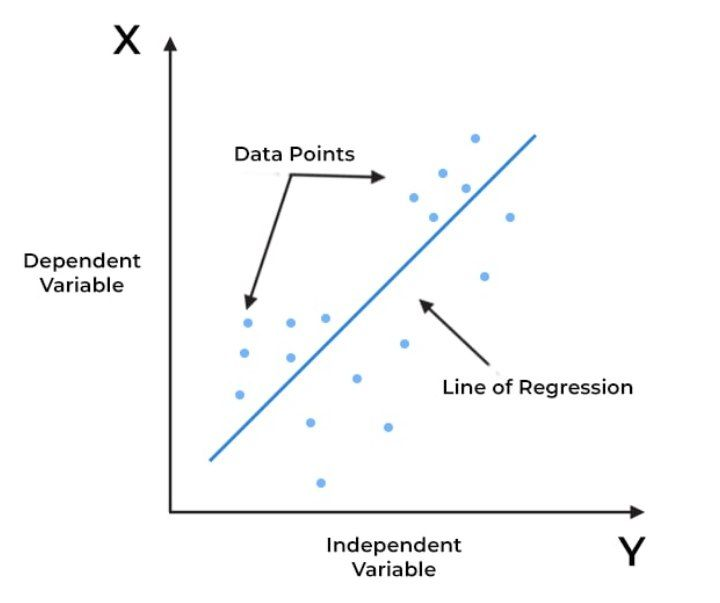 X
Data Points
Dependent
Variable
Line of Regression
Independent
Variable
Y